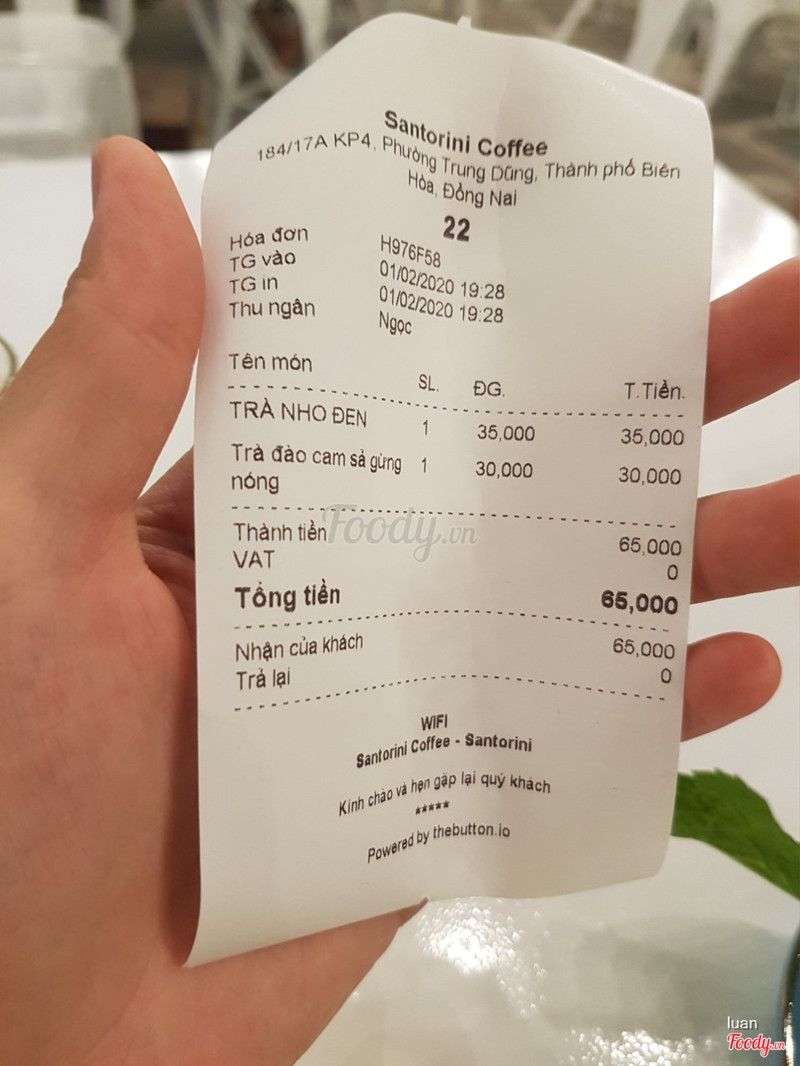 Santorini Coffee
184/17A KP4, Phường Trung Dũng, Thành phố Biên
Hòa, Đồng Nai
22
Hóa đơn H976F58
TG vào 01/02/2020 19:28
TG in 01/02/2020 19:28
Thu ngân Ngọc
Tên món SL. ĐG. T.Tiền.
TRÀ NHO ĐEN 1 35,000 35,000
Trà đào cam sả gừng 1 30,000 30,000
nóng
Thành tiền 65,000
VAT 0
Tổng tiền 65,000
Nhận của khách 65,000
Trả lại 0
WIFI
Santorini Coffee - Santorini
Kính chào và hẹn gặp lại quý khách
*****
Powered by thebutton.io
Foody.vn
luan
Foody.vn